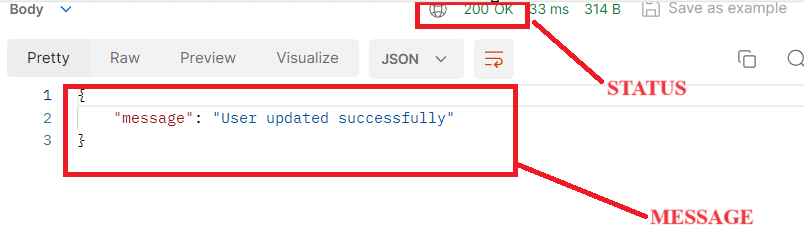 Body 200 OK 33 ms 314 B Save as example
Pretty Raw Preview Visualize JSON
STATUS
1 {
2 "message": "User updated successfully"
3 }
MESSAGE